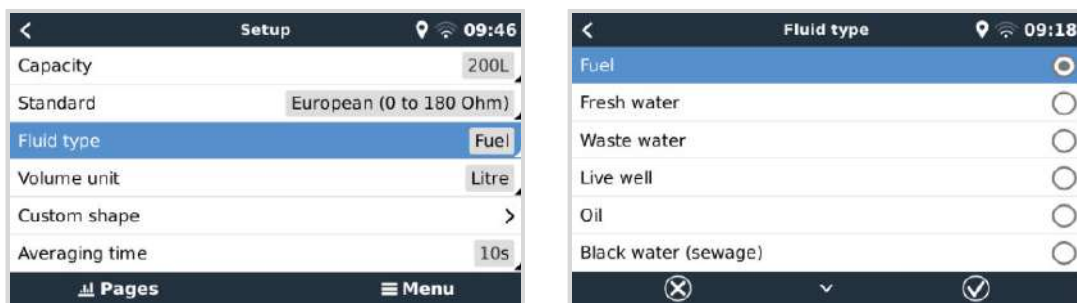 Setup 09:46
Capacity 200L
Standard European (0 to 180 Ohm)
Fluid type Fuel
Volume unit Litre
Custom shape
Averaging time 10s
Pages Menu
Fluid type 09:18
Fuel
Fresh water
Waste water
Live well
Oil
Black water (sewage)